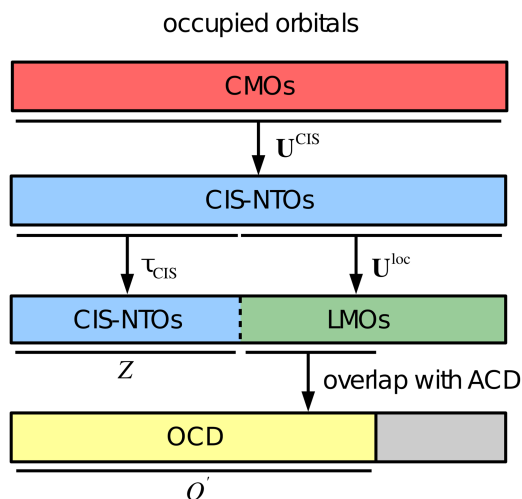 occupied orbitals
CMOs
U^CIS
CIS-NTOs
τ_CIS
U^loc
CIS-NTOs
LMOs
Z
overlap with ACD
OCD
O′